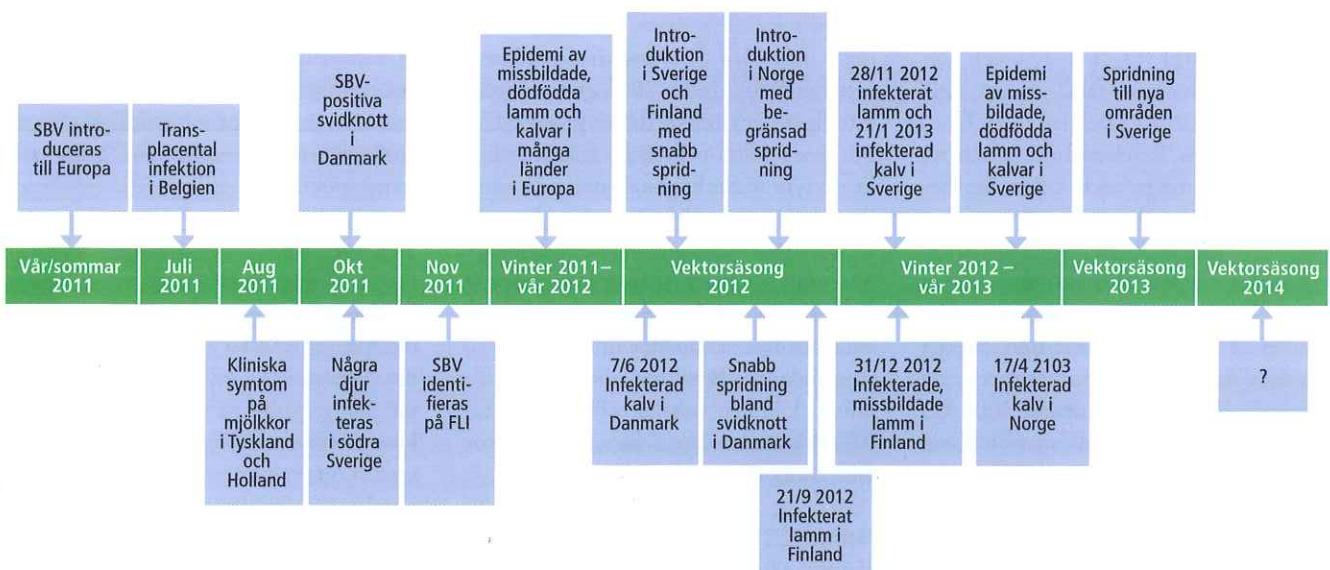 SBV intro-
duceras
till Europa
Trans-
placental
infektion
i Belgien
SBV-
positiva
svidknott
i
Danmark
Epidemi av
missbildade,
dödfödda
lamm och
kalvar i
många
länder
i Europa
Intro-
duktion
i Sverige
och
Finland
med
snabb
sprid-
ning
Intro-
duktion
i Norge
med
be-
gränsad
sprid-
ning
28/11 2012
infekterat
lamm och
21/1 2013
infekterad
kalv i
Sverige
Epidemi
av miss-
bildade,
dödfödda
lamm och
kalvar i
Sverige
Spridning
till nya
områden
i Sverige
Vår/sommar
2011
Juli
2011
Aug
2011
Okt
2011
Nov
2011
Vinter 2011–
vår 2012
Vektorsäsong
2012
Vinter 2012 –
vår 2013
Vektorsäsong
2013
Vektorsäsong
2014
Kliniska
symtom
på
mjölkkor
i Tyskland
och
Holland
Några
djur
infek-
teras
i södra
Sverige
SBV
identi-
fieras
på FLI
7/6 2012
Infekterad
kalv i
Danmark
Snabb
spridning
bland
svidknott
i Danmark
21/9 2012
Infekterat
lamm i
Finland
31/12 2012
Infekterade,
missbildade
lamm i
Finland
17/4 2103
Infekterad
kalv i
Norge
?